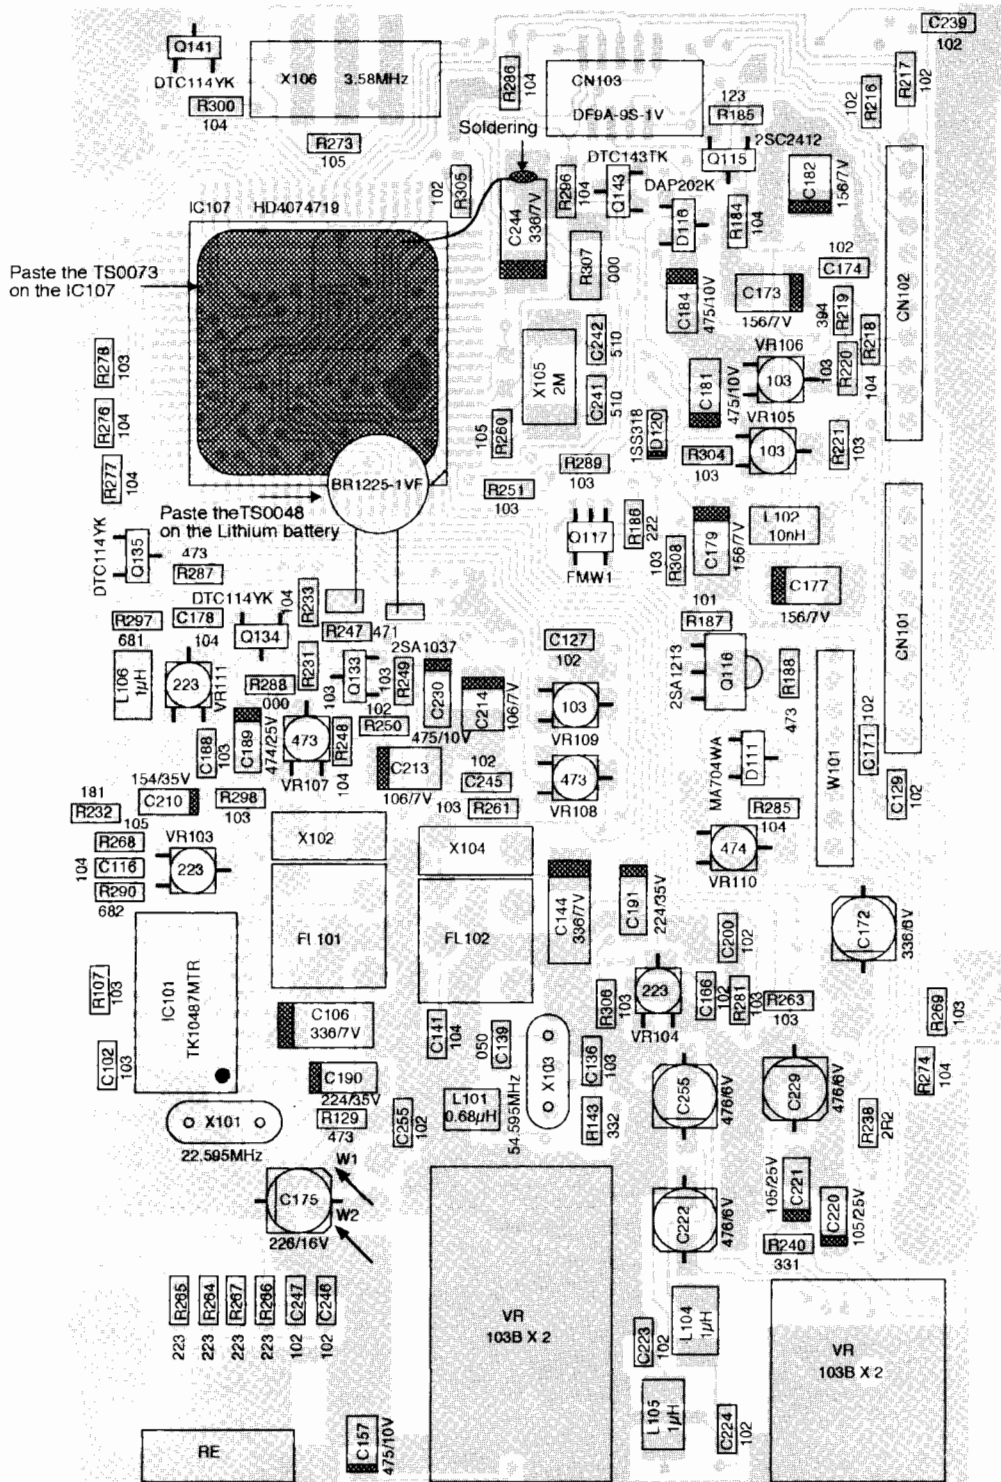 C239
102
Q141
DTC114YK
R300
104
X106 3.58MHz
R273
105
R286
104
CN103
DF9A-9S-1V
Soldering
123
R185
2SC2412
Q115
102
R216
R217
102
C182
156/7V
DTC143TK
Q143
R296
104
102
R305
C244
336/7V
DAP202K
D116
R184
104
R307
000
IC107 HD4074719
Paste the TS0073
on the IC107
102
C174
C184
475/10V
C173
156/7V
394
R219
R218
CN102
X105
2M
C242
510
C241
510
VR106
103
103
R220
104
C181
475/10V
R278
103
R276
104
R277
104
105
R260
1SS318
D120
VR105
103
R304
103
R221
103
R289
103
R251
103
BR1225-1VF
Paste theTS0048
on the Lithium battery
Q117
FMW1
R186
222
103
R308
C179
156/7V
L102
10nH
C177
156/7V
DTC114YK
Q135
473
R287
R297
681
C178
104
DTC114YK
Q134
104
R233
R247 471
2SA1037
101
R187
2SA1213
Q116
R188
473
CN101
L106
1μH
223
VR111
R288
000
R231
103
Q133
103
R249
C230
475/10V
C214
106/7V
C127
102
103
VR109
C188
103
C189
474/25V
473
VR107
R248
104
102
R250
C213
106/7V
102
C245
103
R261
473
VR108
MA704WA
D111
W101
102
C171
C129
102
154/35V
C210
R298
103
181
R232
105
R268
104
C116
R290
682
VR103
223
R285
104
474
VR110
X102
X104
FL101
FL102
C144
336/7V
C191
224/35V
C172
336/6V
C200
102
IC101
TK10487MTR
R107
103
C102
103
C106
336/7V
C141
104
050
C139
X103
54.595MHz
R306
103
223
VR104
C166
102
R281
103
R263
103
R269
103
R274
104
C136
103
C190
224/35V
R129
473
C255
102
L101
0.68μH
R143
332
C255
476/6V
C229
476/6V
R238
2R2
X101
22.595MHz
W1
C175
W2
226/16V
C222
476/6V
105/25V
C221
C220
105/25V
R240
331
R265
223
R264
223
R267
223
R266
223
C247
102
C246
102
VR
103B X 2
C223
102
L104
1μH
VR
103B X 2
L105
1μH
C224
102
C157
475/10V
RE